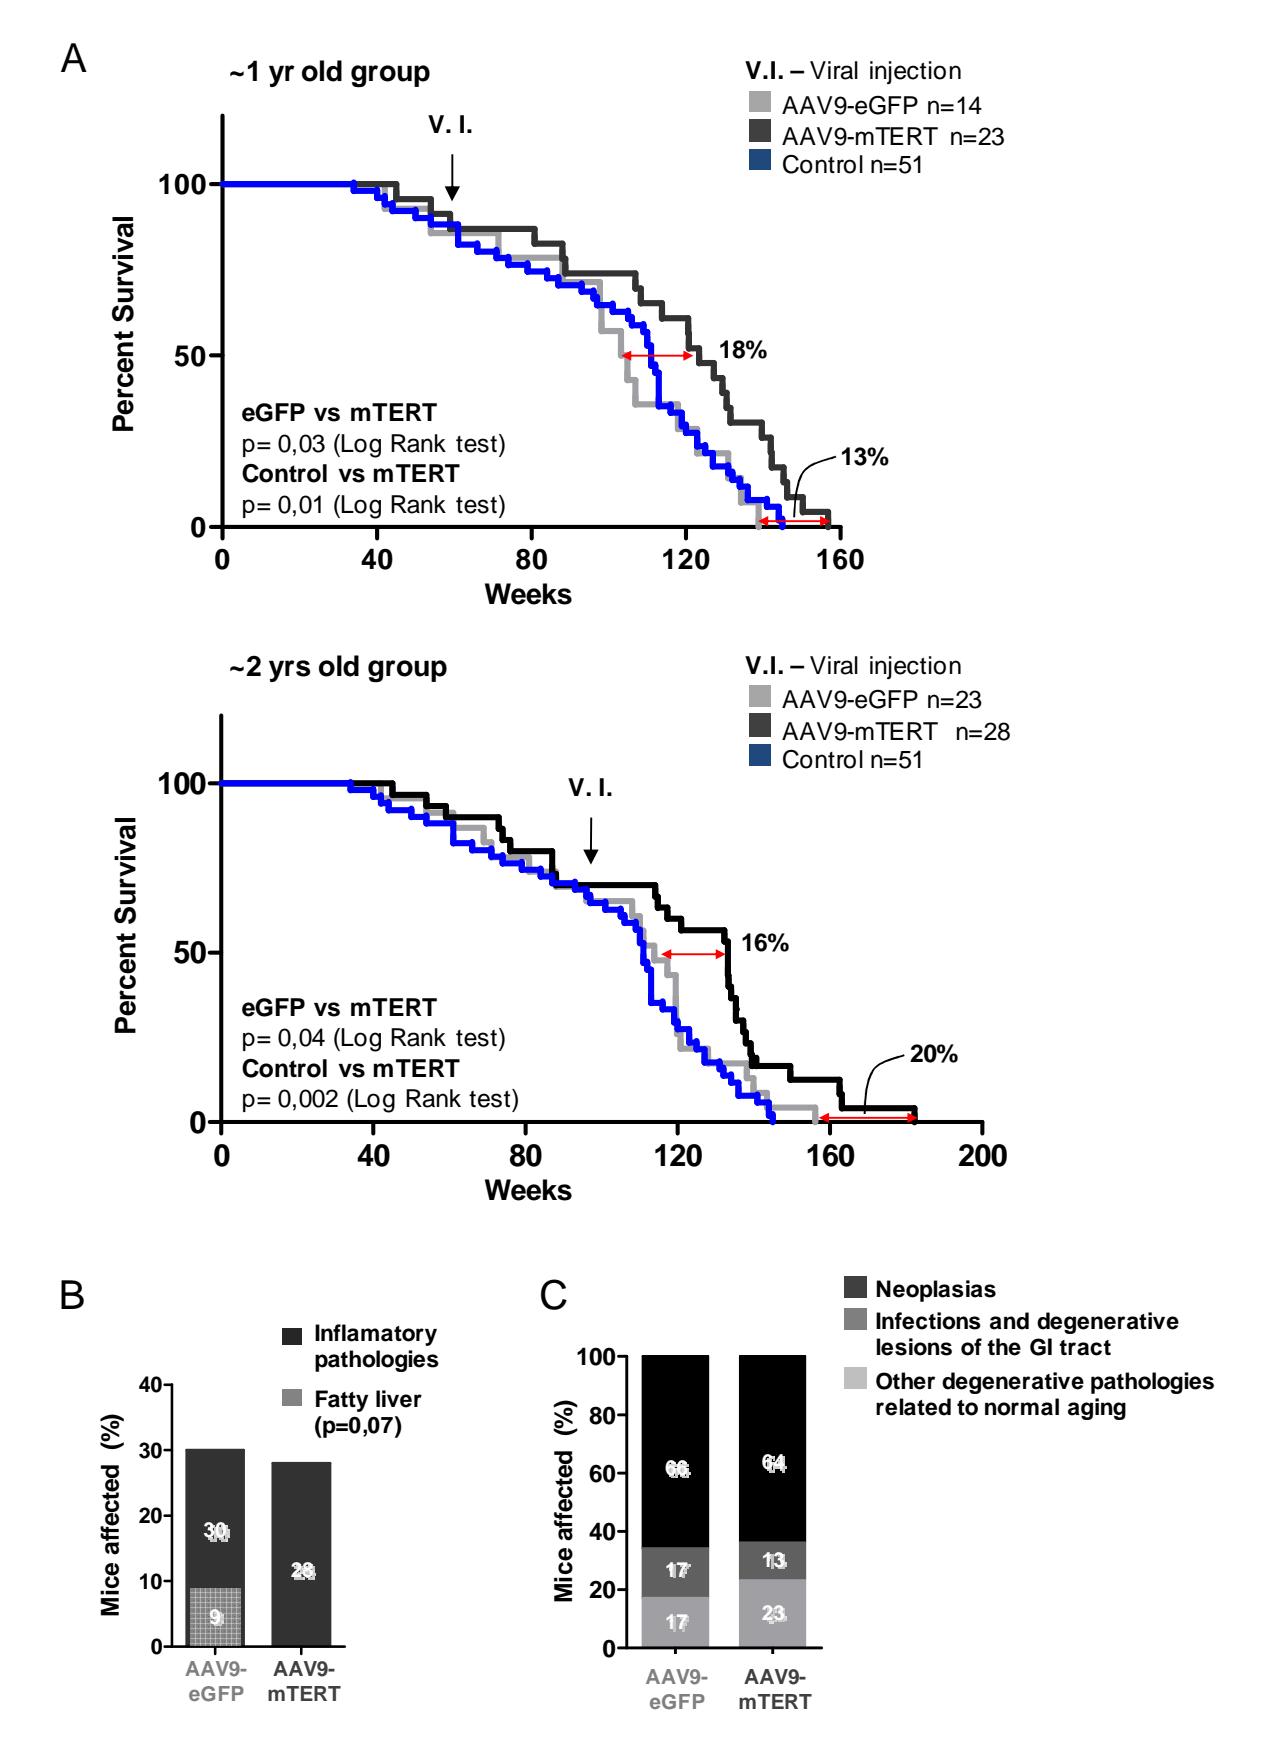 A
~1 yr old group
V.I. – Viral injection
AAV9-eGFP n=14
AAV9-mTERT n=23
Control n=51
V. I.
100
50
0
Percent Survival
18%
13%
eGFP vs mTERT
p= 0,03 (Log Rank test)
Control vs mTERT
p= 0,01 (Log Rank test)
0 40 80 120 160
Weeks
~2 yrs old group
V.I. – Viral injection
AAV9-eGFP n=23
AAV9-mTERT n=28
Control n=51
V. I.
100
50
0
Percent Survival
16%
20%
eGFP vs mTERT
p= 0,04 (Log Rank test)
Control vs mTERT
p= 0,002 (Log Rank test)
0 40 80 120 160 200
Weeks
B
Inflamatory
pathologies
Fatty liver
(p=0,07)
40
30
20
10
0
Mice affected (%)
30
9
28
AAV9-
eGFP
AAV9-
mTERT
C
Neoplasias
Infections and degenerative
lesions of the GI tract
Other degenerative pathologies
related to normal aging
100
80
60
40
20
0
Mice affected (%)
66
17
17
64
13
23
AAV9-
eGFP
AAV9-
mTERT